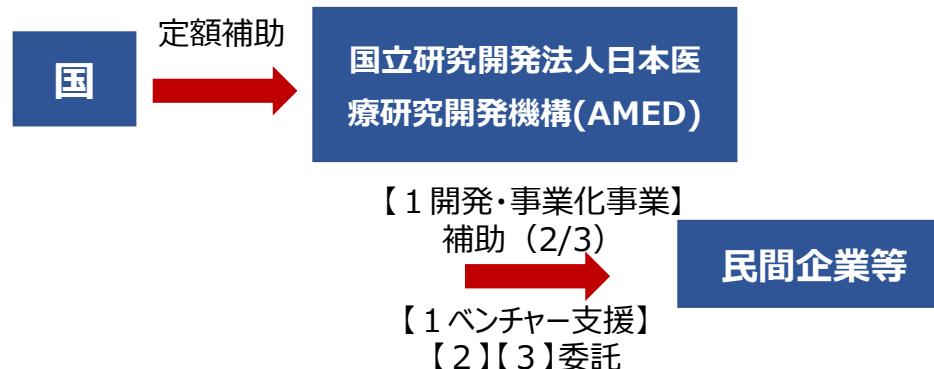 国
定額補助
国立研究開発法人日本医
療研究開発機構(AMED)
【１開発・事業化事業】
補助（2/3）
民間企業等
【１ベンチャー支援】
【２】【３】委託